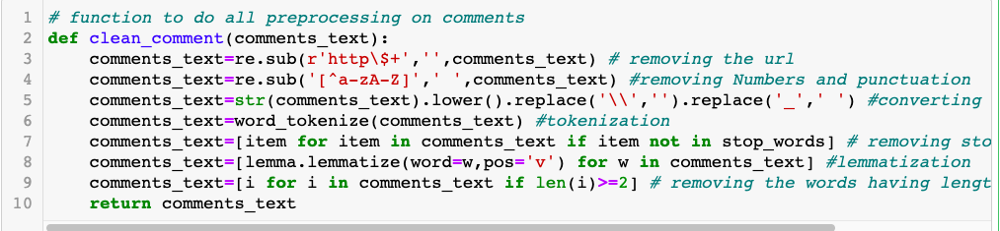 1 # function to do all preprocessing on comments
2 def clean_comment(comments_text):
3 comments_text=re.sub(r'http\$+','',comments_text) # removing the url
4 comments_text=re.sub('[^a-zA-Z]',' ',comments_text) #removing Numbers and punctuation
5 comments_text=str(comments_text).lower().replace('\\','').replace('_',' ') #converting
6 comments_text=word_tokenize(comments_text) #tokenization
7 comments_text=[item for item in comments_text if item not in stop_words] # removing sto
8 comments_text=[lemma.lemmatize(word=w,pos='v') for w in comments_text] #lemmatization
9 comments_text=[i for i in comments_text if len(i)>=2] # removing the words having lengt
10 return comments_text